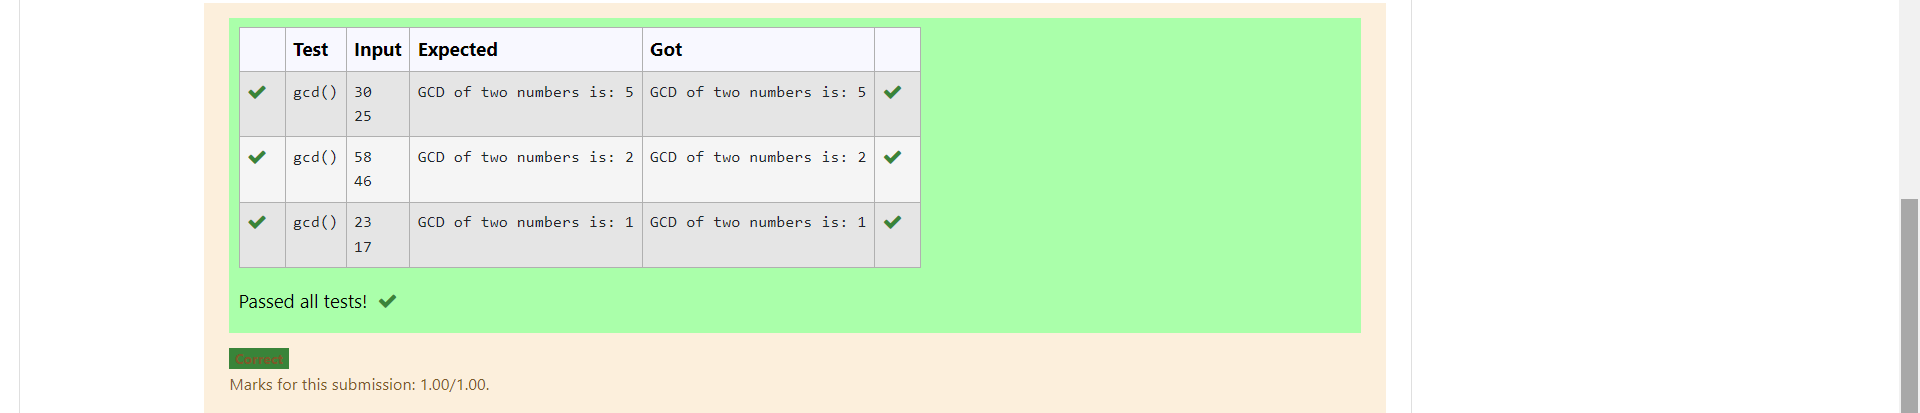 Test Input Expected Got
gcd() 30 GCD of two numbers is: 5 GCD of two numbers is: 5
25
gcd() 58 GCD of two numbers is: 2 GCD of two numbers is: 2
46
gcd() 23 GCD of two numbers is: 1 GCD of two numbers is: 1
17
Passed all tests!
Correct
Marks for this submission: 1.00/1.00.